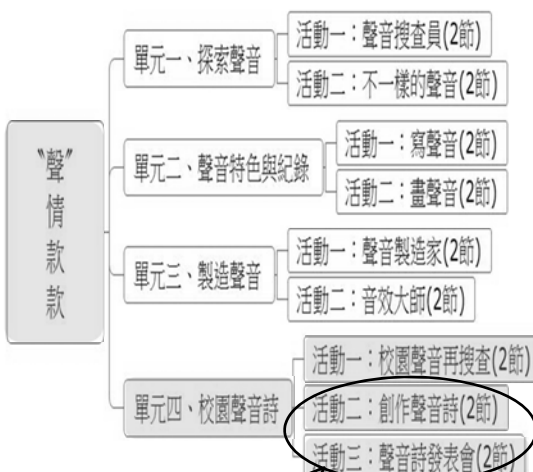 〝聲〞情款款
單元一、探索聲音
活動一：聲音搜查員(2節)
活動二：不一樣的聲音(2節)
單元二、聲音特色與紀錄
活動一：寫聲音(2節)
活動二：畫聲音(2節)
單元三、製造聲音
活動一：聲音製造家(2節)
活動二：音效大師(2節)
單元四、校園聲音詩
活動一：校園聲音再搜查(2節)
活動二：創作聲音詩(2節)
活動三：聲音詩發表會(2節)